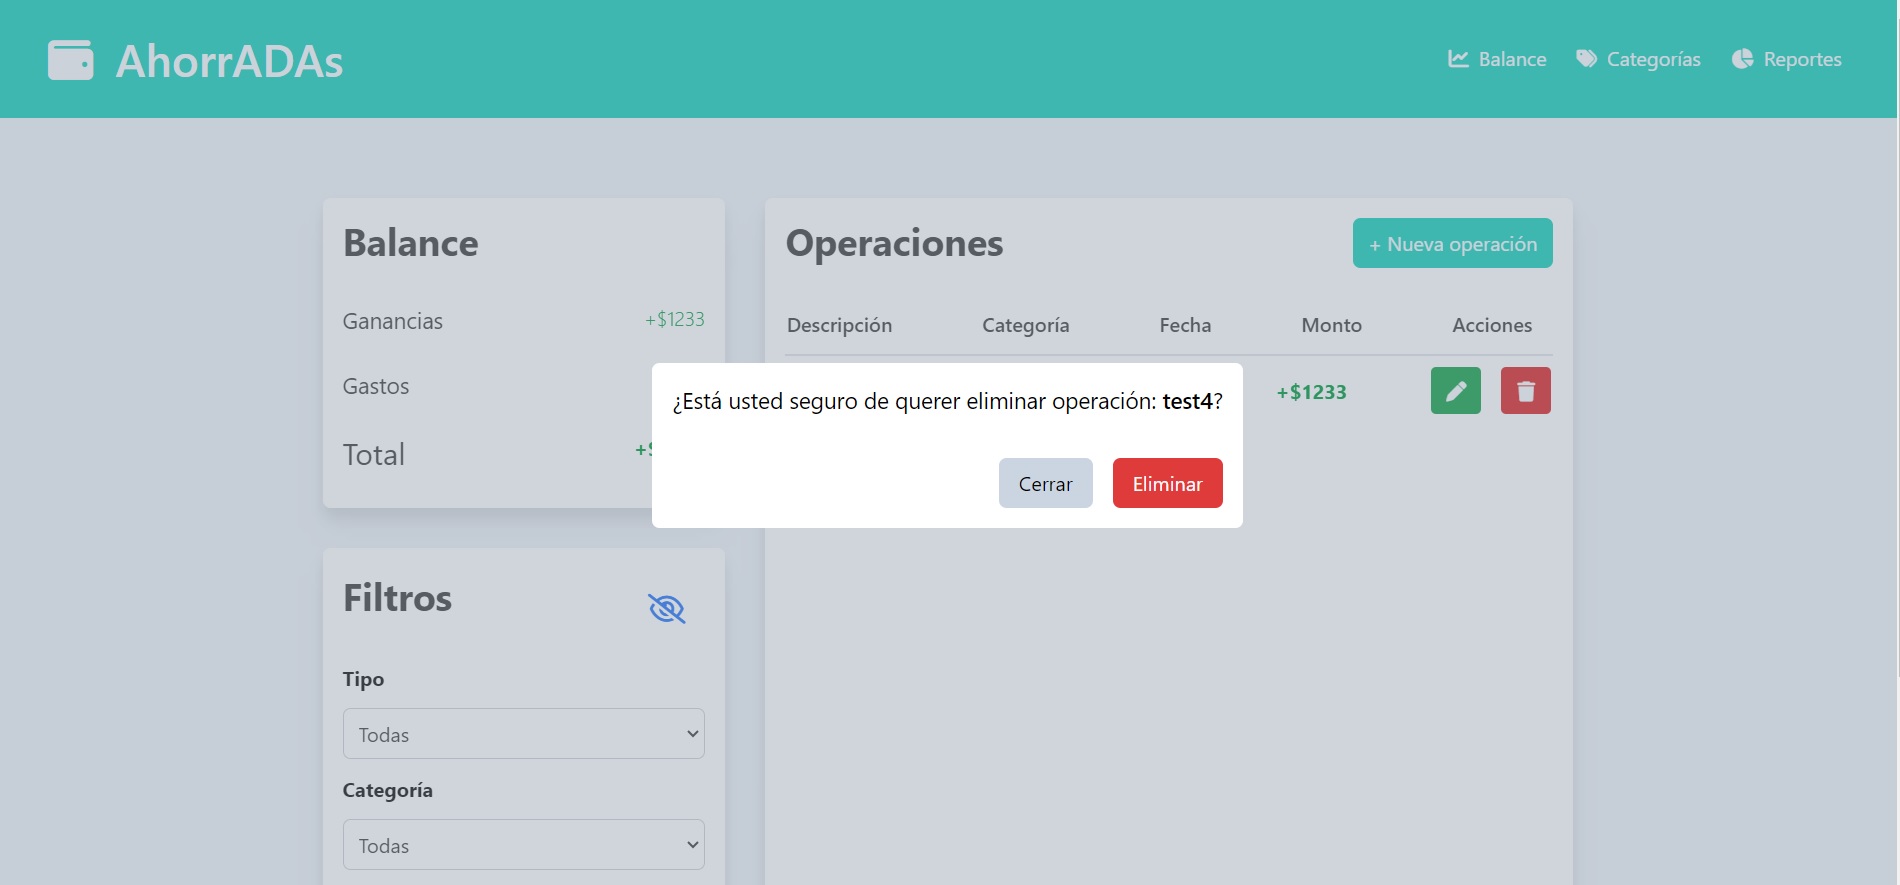 AhorrADAs
Balance
Categorías
Reportes
Balance
Ganancias +$1233
Gastos
Total
Filtros
Tipo
Todas
Categoría
Todas
Operaciones
+ Nueva operación
Descripción Categoría Fecha Monto Acciones
+$1233
¿Está usted seguro de querer eliminar operación: test4?
Cerrar
Eliminar